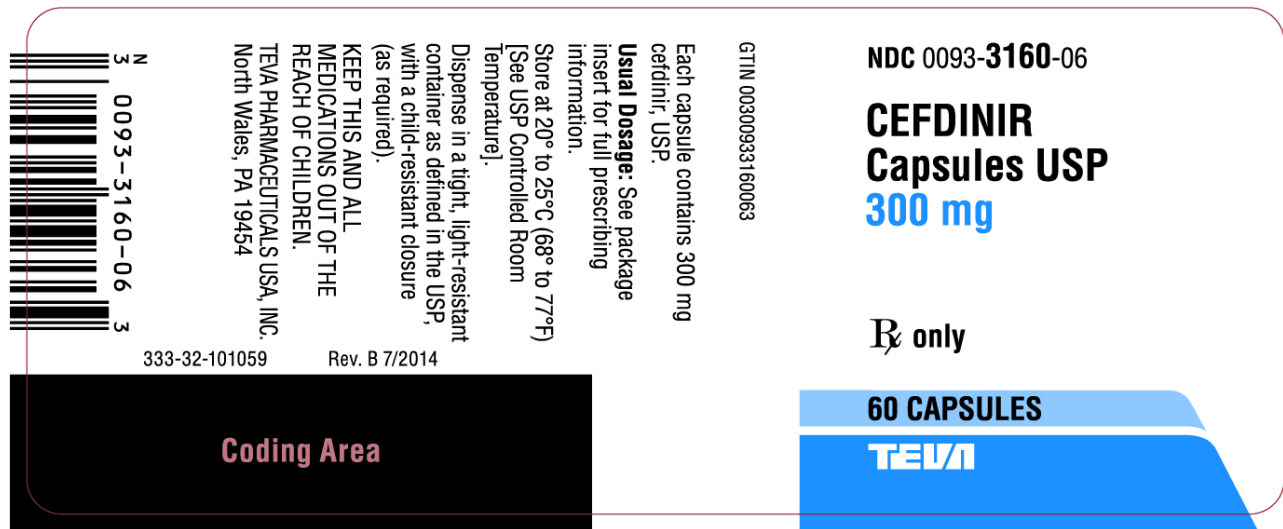 NDC 0093-3160-06
CEFDINIR
Capsules USP
300 mg
℞ only
60 CAPSULES
TEVA
GTIN 00300933160063
Each capsule contains 300 mg
cefdinir, USP.
Usual Dosage: See package
insert for full prescribing
information.
Store at 20° to 25°C (68° to 77°F)
[See USP Controlled Room
Temperature].
Dispense in a tight, light-resistant
container as defined in the USP,
with a child-resistant closure
(as required).
KEEP THIS AND ALL
MEDICATIONS OUT OF THE
REACH OF CHILDREN.
TEVA PHARMACEUTICALS USA, INC.
North Wales, PA 19454
N
3 0093-3160-06 3
333-32-101059 Rev. B 7/2014
Coding Area